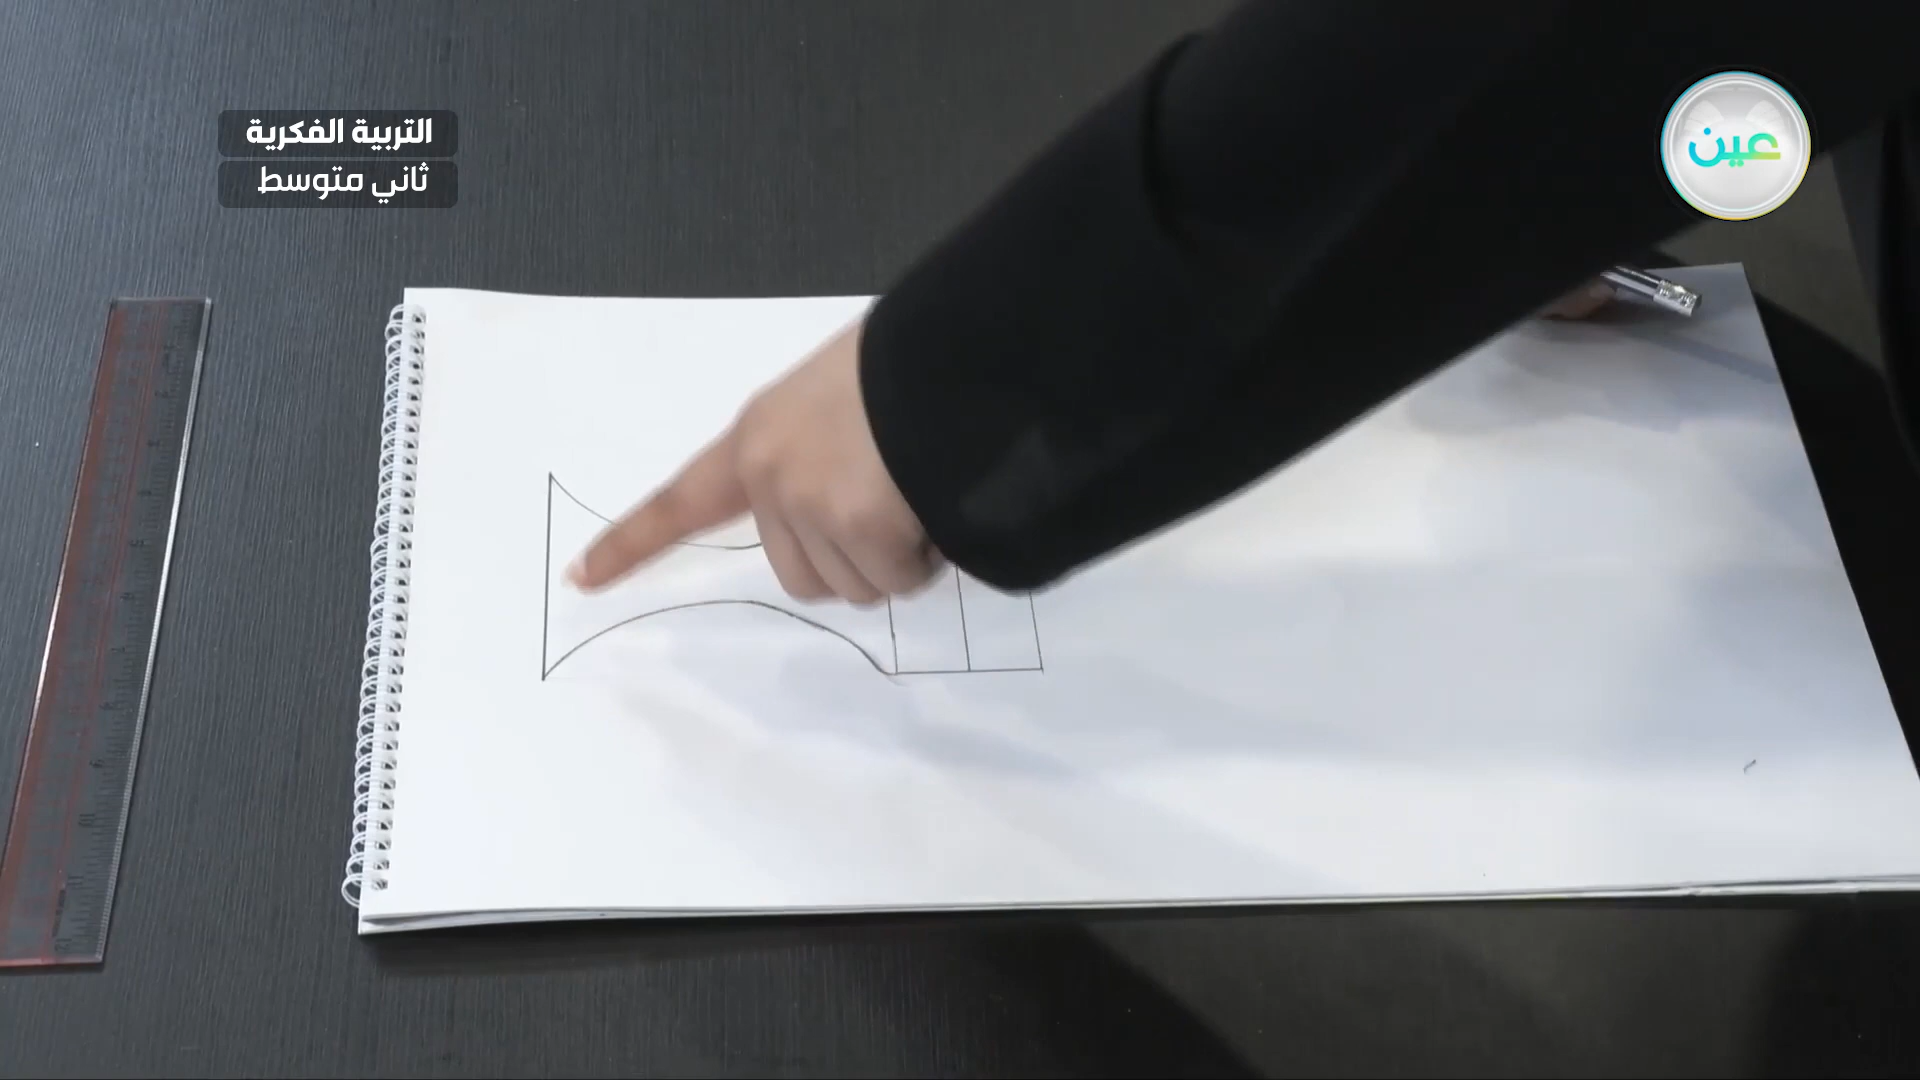 التربية الفكرية
ثاني متوسط
عين